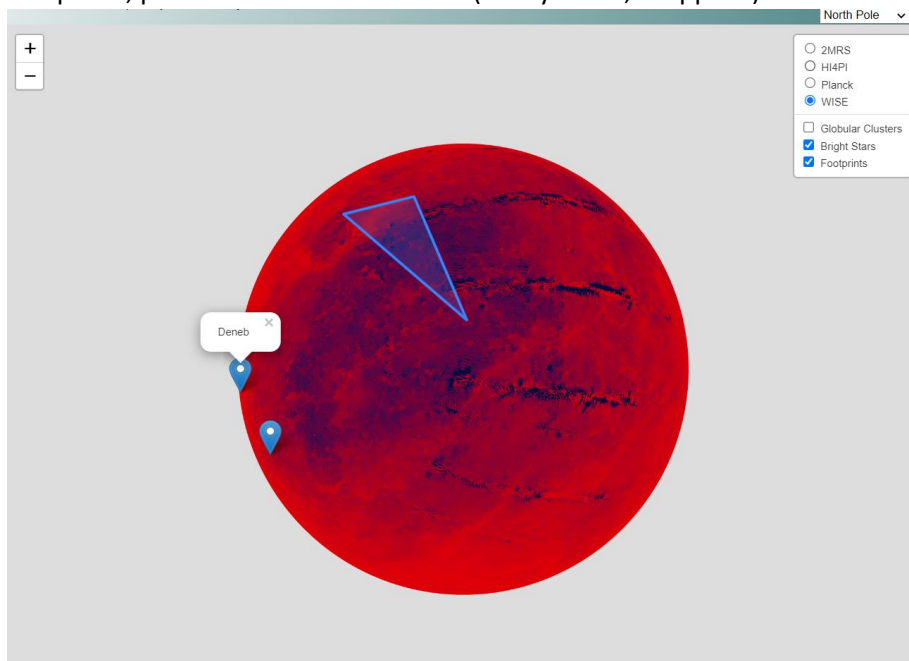 North Pole
+
−
2MRS
HI4PI
Planck
WISE
Globular Clusters
Bright Stars
Footprints
Deneb
×